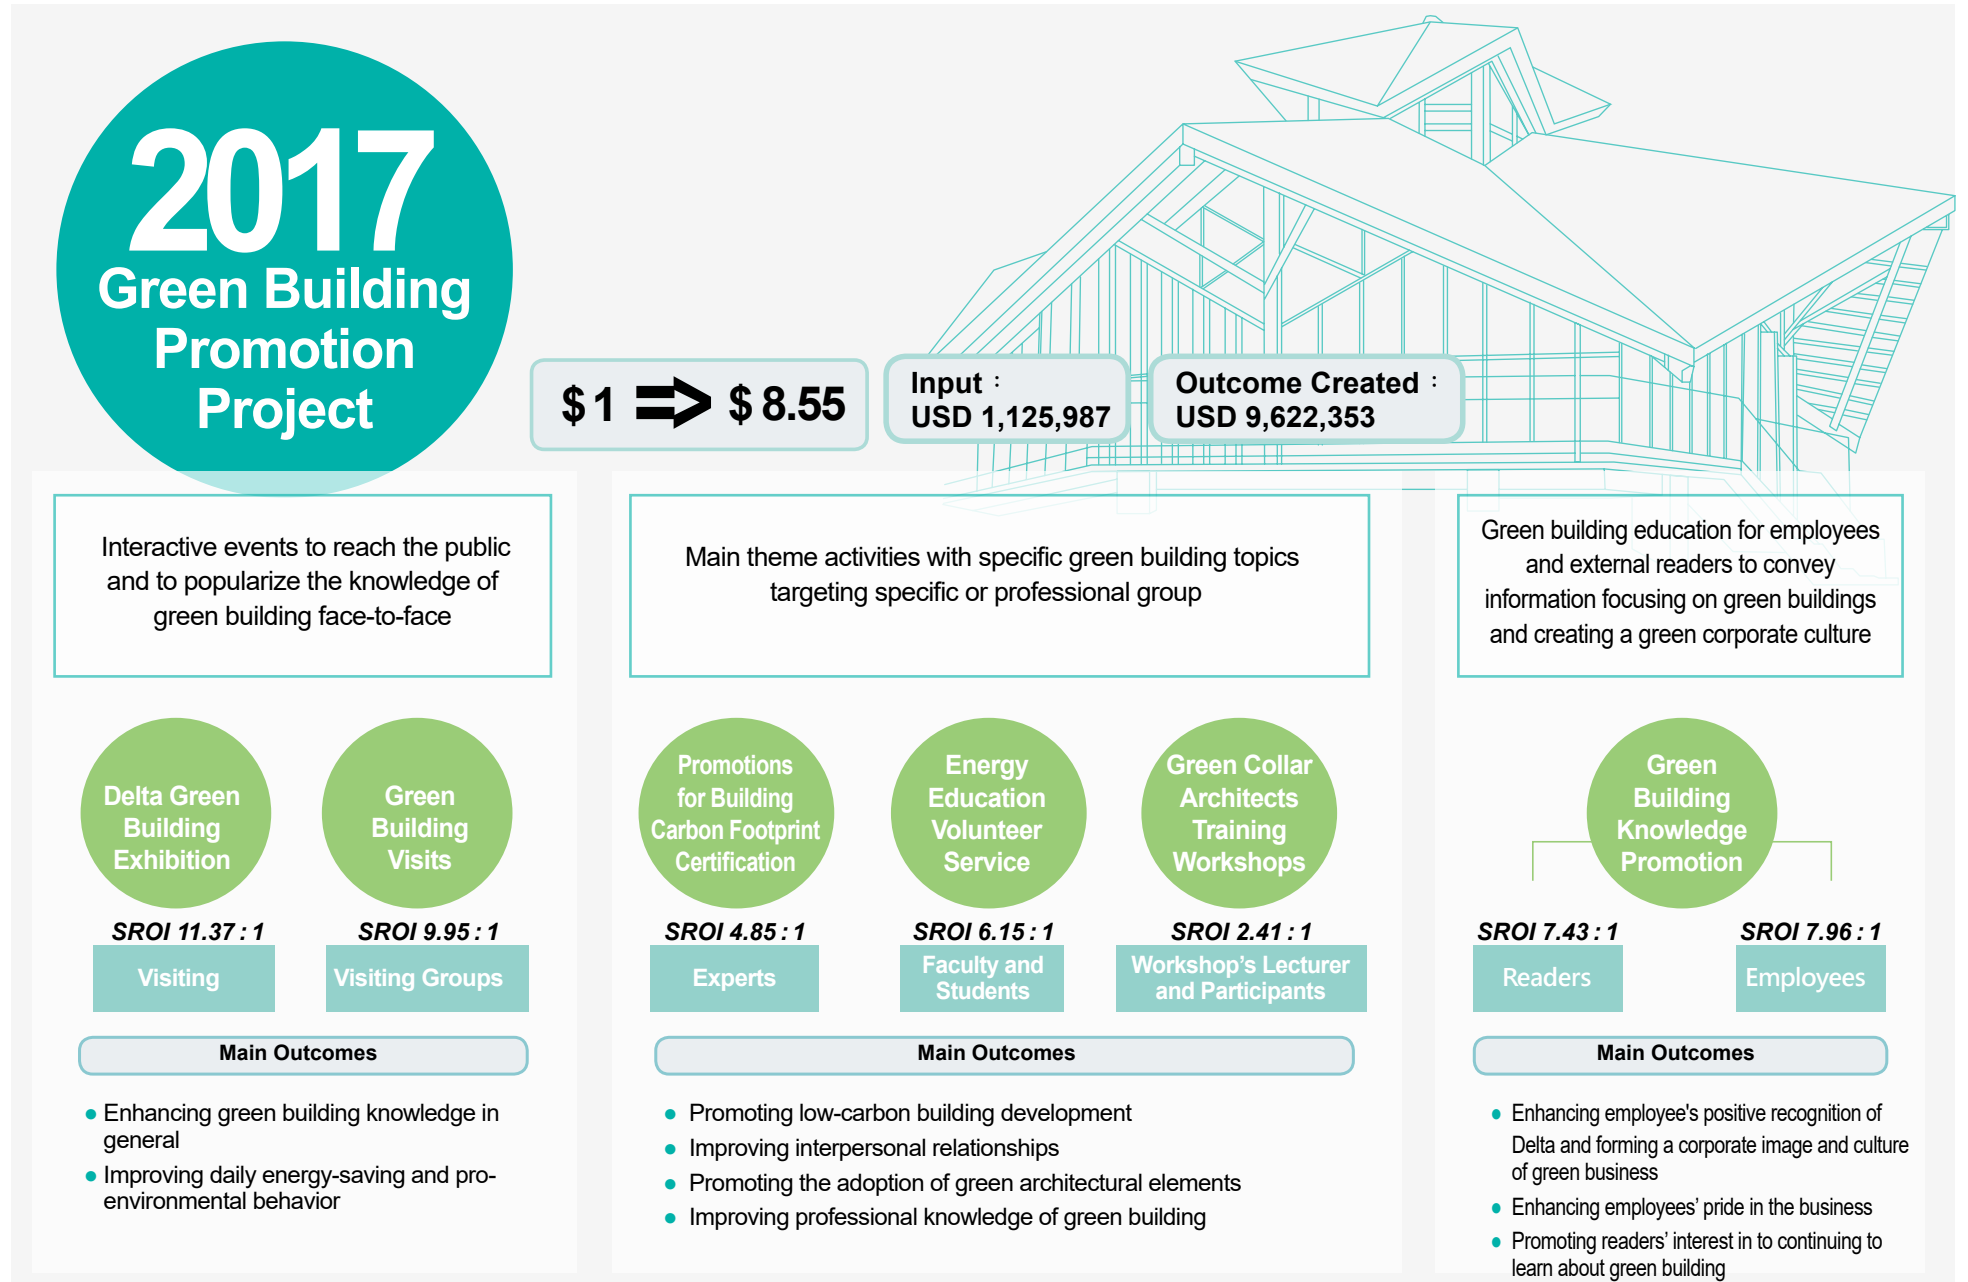 2017
Green Building
Promotion
Project
$ 1 ⇒ $ 8.55
Input :
USD 1,125,987
Outcome Created :
USD 9,622,353
Interactive events to reach the public
and to popularize the knowledge of
green building face-to-face
Delta Green
Building
Exhibition
SROI 11.37 : 1
Visiting
Green
Building
Visits
SROI 9.95 : 1
Visiting Groups
Main Outcomes
● Enhancing green building knowledge in
general
● Improving daily energy-saving and pro-
environmental behavior
Main theme activities with specific green building topics
targeting specific or professional group
Promotions
for Building
Carbon Footprint
Certification
SROI 4.85 : 1
Experts
Energy
Education
Volunteer
Service
SROI 6.15 : 1
Faculty and
Students
Green Collar
Architects
Training
Workshops
SROI 2.41 : 1
Workshop’s Lecturer
and Participants
Main Outcomes
● Promoting low-carbon building development
● Improving interpersonal relationships
● Promoting the adoption of green architectural elements
● Improving professional knowledge of green building
Green building education for employees
and external readers to convey
information focusing on green buildings
and creating a green corporate culture
Green
Building
Knowledge
Promotion
SROI 7.43 : 1
Readers
SROI 7.96 : 1
Employees
Main Outcomes
● Enhancing employee's positive recognition of
Delta and forming a corporate image and culture
of green business
● Enhancing employees’ pride in the business
● Promoting readers’ interest in to continuing to
learn about green building